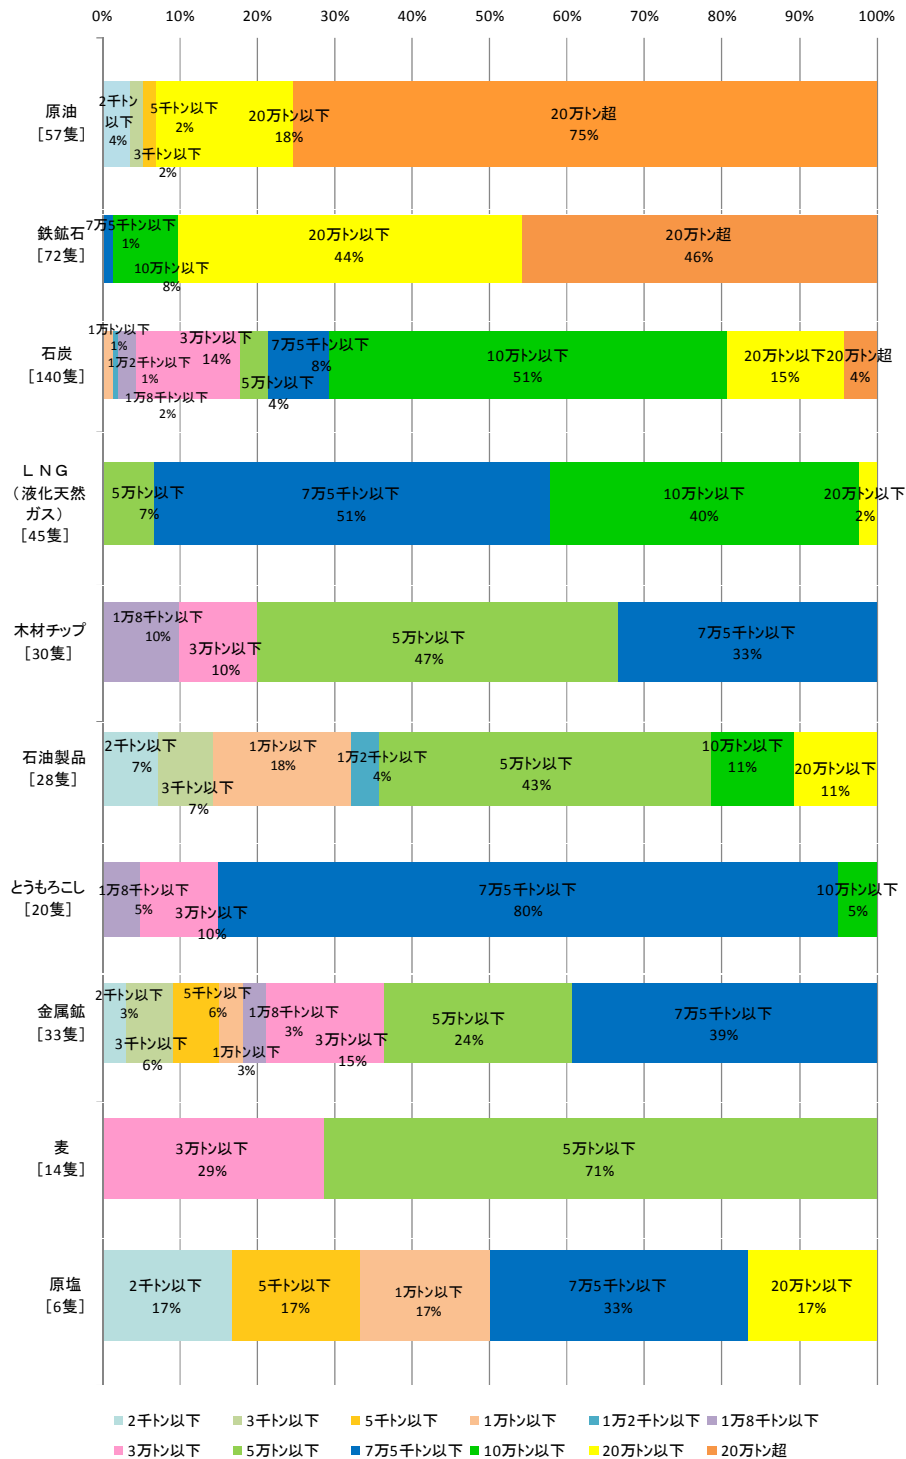 0% 10% 20% 30% 40% 50% 60% 70% 80% 90% 100%
原油
[57隻]
2千トン
以下
4%
3千トン以下
2%
5千トン以下
2%
20万トン以下
18%
20万トン超
75%
鉄鉱石
[72隻]
7万5千トン以下
1%
10万トン以下
8%
20万トン以下
44%
20万トン超
46%
石炭
[140隻]
1万トン以下
1%
1万2千トン以下
1%
1万8千トン以下
2%
3万トン以下
14%
5万トン以下
4%
7万5千トン以下
8%
10万トン以下
51%
20万トン以下
15%
20万トン超
4%
LNG
(液化天然
ガス)
[45隻]
5万トン以下
7%
7万5千トン以下
51%
10万トン以下
40%
20万トン以下
2%
木材チップ
[30隻]
1万8千トン以下
10%
3万トン以下
10%
5万トン以下
47%
7万5千トン以下
33%
石油製品
[28隻]
2千トン以下
7%
3千トン以下
7%
1万トン以下
18%
1万2千トン以下
4%
5万トン以下
43%
10万トン以下
11%
20万トン以下
11%
とうもろこし
[20隻]
1万8千トン以下
5%
3万トン以下
10%
7万5千トン以下
80%
10万トン以下
5%
金属鉱
[33隻]
2千トン以下
3%
3千トン以下
6%
5千トン以下
6%
1万トン以下
3%
1万8千トン以下
3%
3万トン以下
15%
5万トン以下
24%
7万5千トン以下
39%
麦
[14隻]
3万トン以下
29%
5万トン以下
71%
原塩
[6隻]
2千トン以下
17%
5千トン以下
17%
1万トン以下
17%
7万5千トン以下
33%
20万トン以下
17%
2千トン以下 3千トン以下 5千トン以下 1万トン以下 1万2千トン以下 1万8千トン以下
3万トン以下 5万トン以下 7万5千トン以下 10万トン以下 20万トン以下 20万トン超